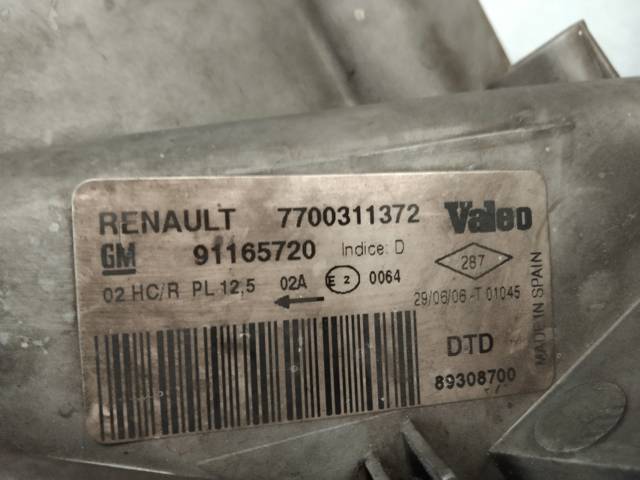 RENAULT 7700311372 Valeo
GM 91165720 Indice: D 287
02 HC/R PL 12,5 02A E 2 0064
29/06/06 -T 01045
DTD
89308700
MADE IN SPAIN